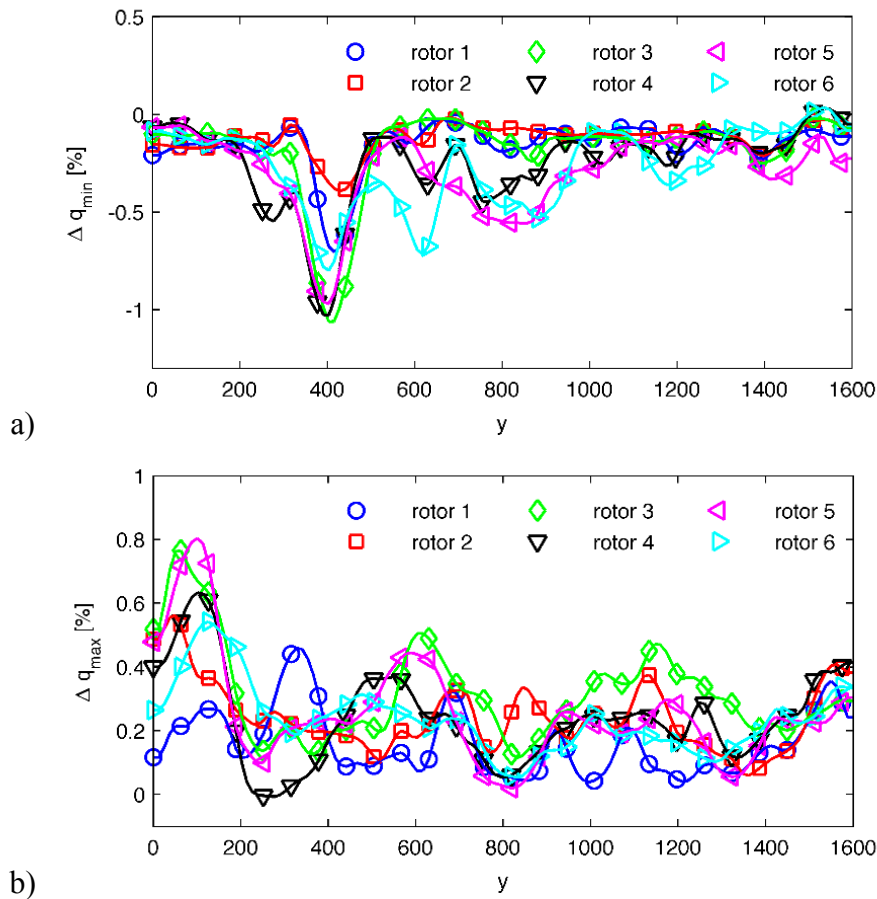 0.5
rotor 1 rotor 3 rotor 5
rotor 2 rotor 4 rotor 6
0
Δ q_min [%]
-0.5
-1
0 200 400 600 800 1000 1200 1400 1600
y
a)
1
rotor 1 rotor 3 rotor 5
rotor 2 rotor 4 rotor 6
0.8
0.6
Δ q_max [%]
0.4
0.2
0
0 200 400 600 800 1000 1200 1400 1600
y
b)